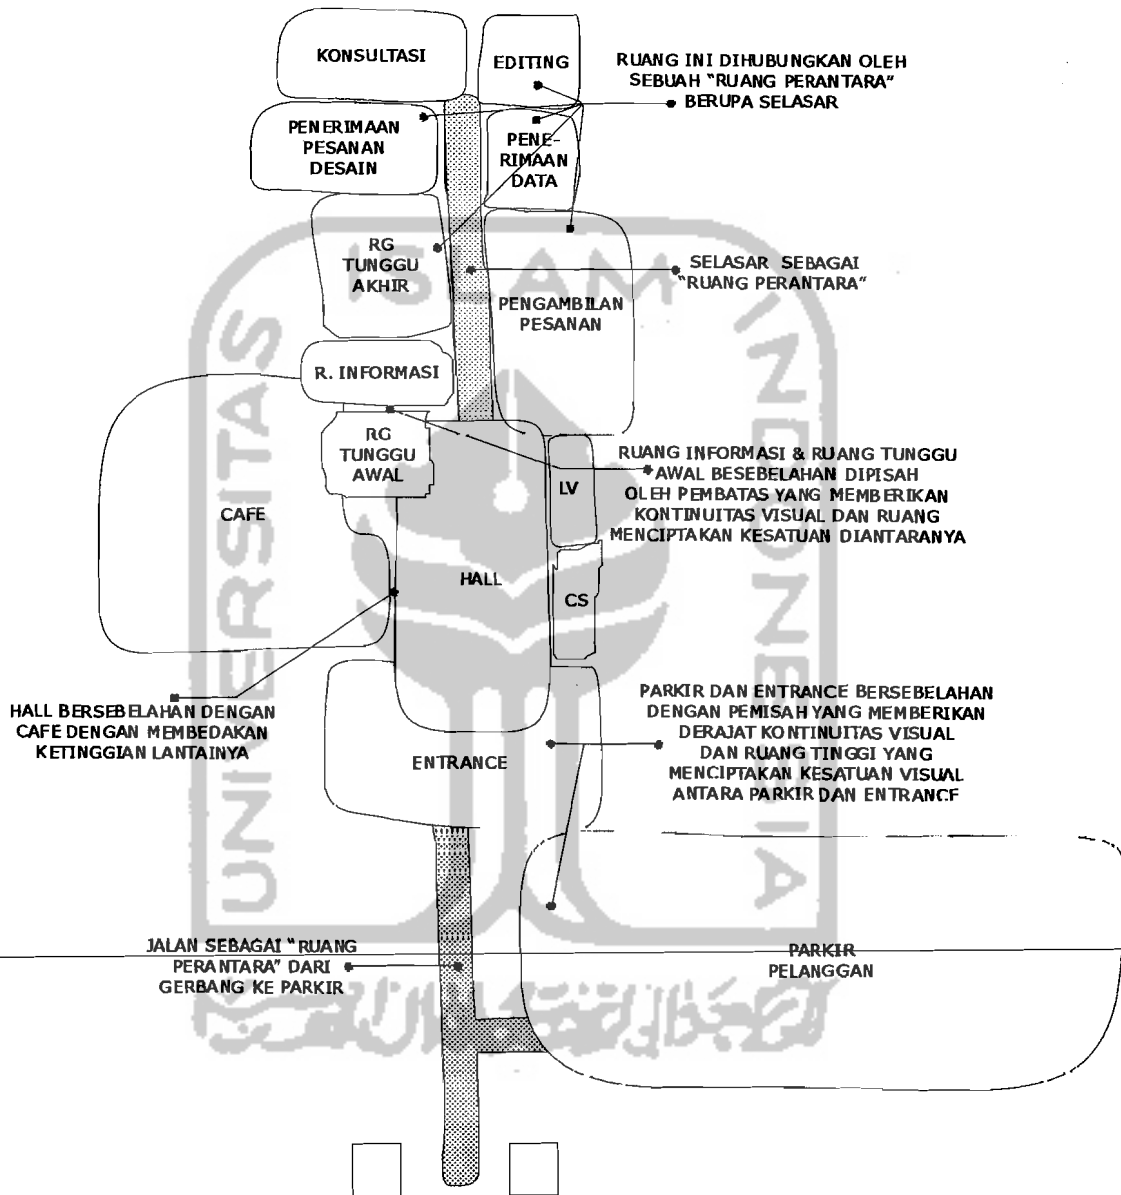 KONSULTASI
EDITING
RUANG INI DIHUBUNGKAN OLEH
SEBUAH "RUANG PERANTARA"
BERUPA SELASAR
PENERIMAAN
PESANAN
DESAIN
PENE-
RIMAAN
DATA
RG
TUNGGU
AKHIR
SELASAR SEBAGAI
"RUANG PERANTARA"
PENGAMBILAN
PESANAN
R. INFORMASI
RG
TUNGGU
AWAL
RUANG INFORMASI & RUANG TUNGGU
AWAL BESEBELAHAN DIPISAH
OLEH PEMBATAS YANG MEMBERIKAN
KONTINUITAS VISUAL DAN RUANG
MENCIPTAKAN KESATUAN DIANTARANYA
LV
CAFE
HALL
CS
HALL BERSEBELAHAN DENGAN
CAFE DENGAN MEMBEDAKAN
KETINGGIAN LANTAINYA
PARKIR DAN ENTRANCE BERSEBELAHAN
DENGAN PEMISAH YANG MEMBERIKAN
DERAJAT KONTINUITAS VISUAL
DAN RUANG TINGGI YANG
MENCIPTAKAN KESATUAN VISUAL
ANTARA PARKIR DAN ENTRANCE
ENTRANCE
JALAN SEBAGAI "RUANG
PERANTARA" DARI
GERBANG KE PARKIR
PARKIR
PELANGGAN
UNIVERSITAS
ISLAM
INDONESIA